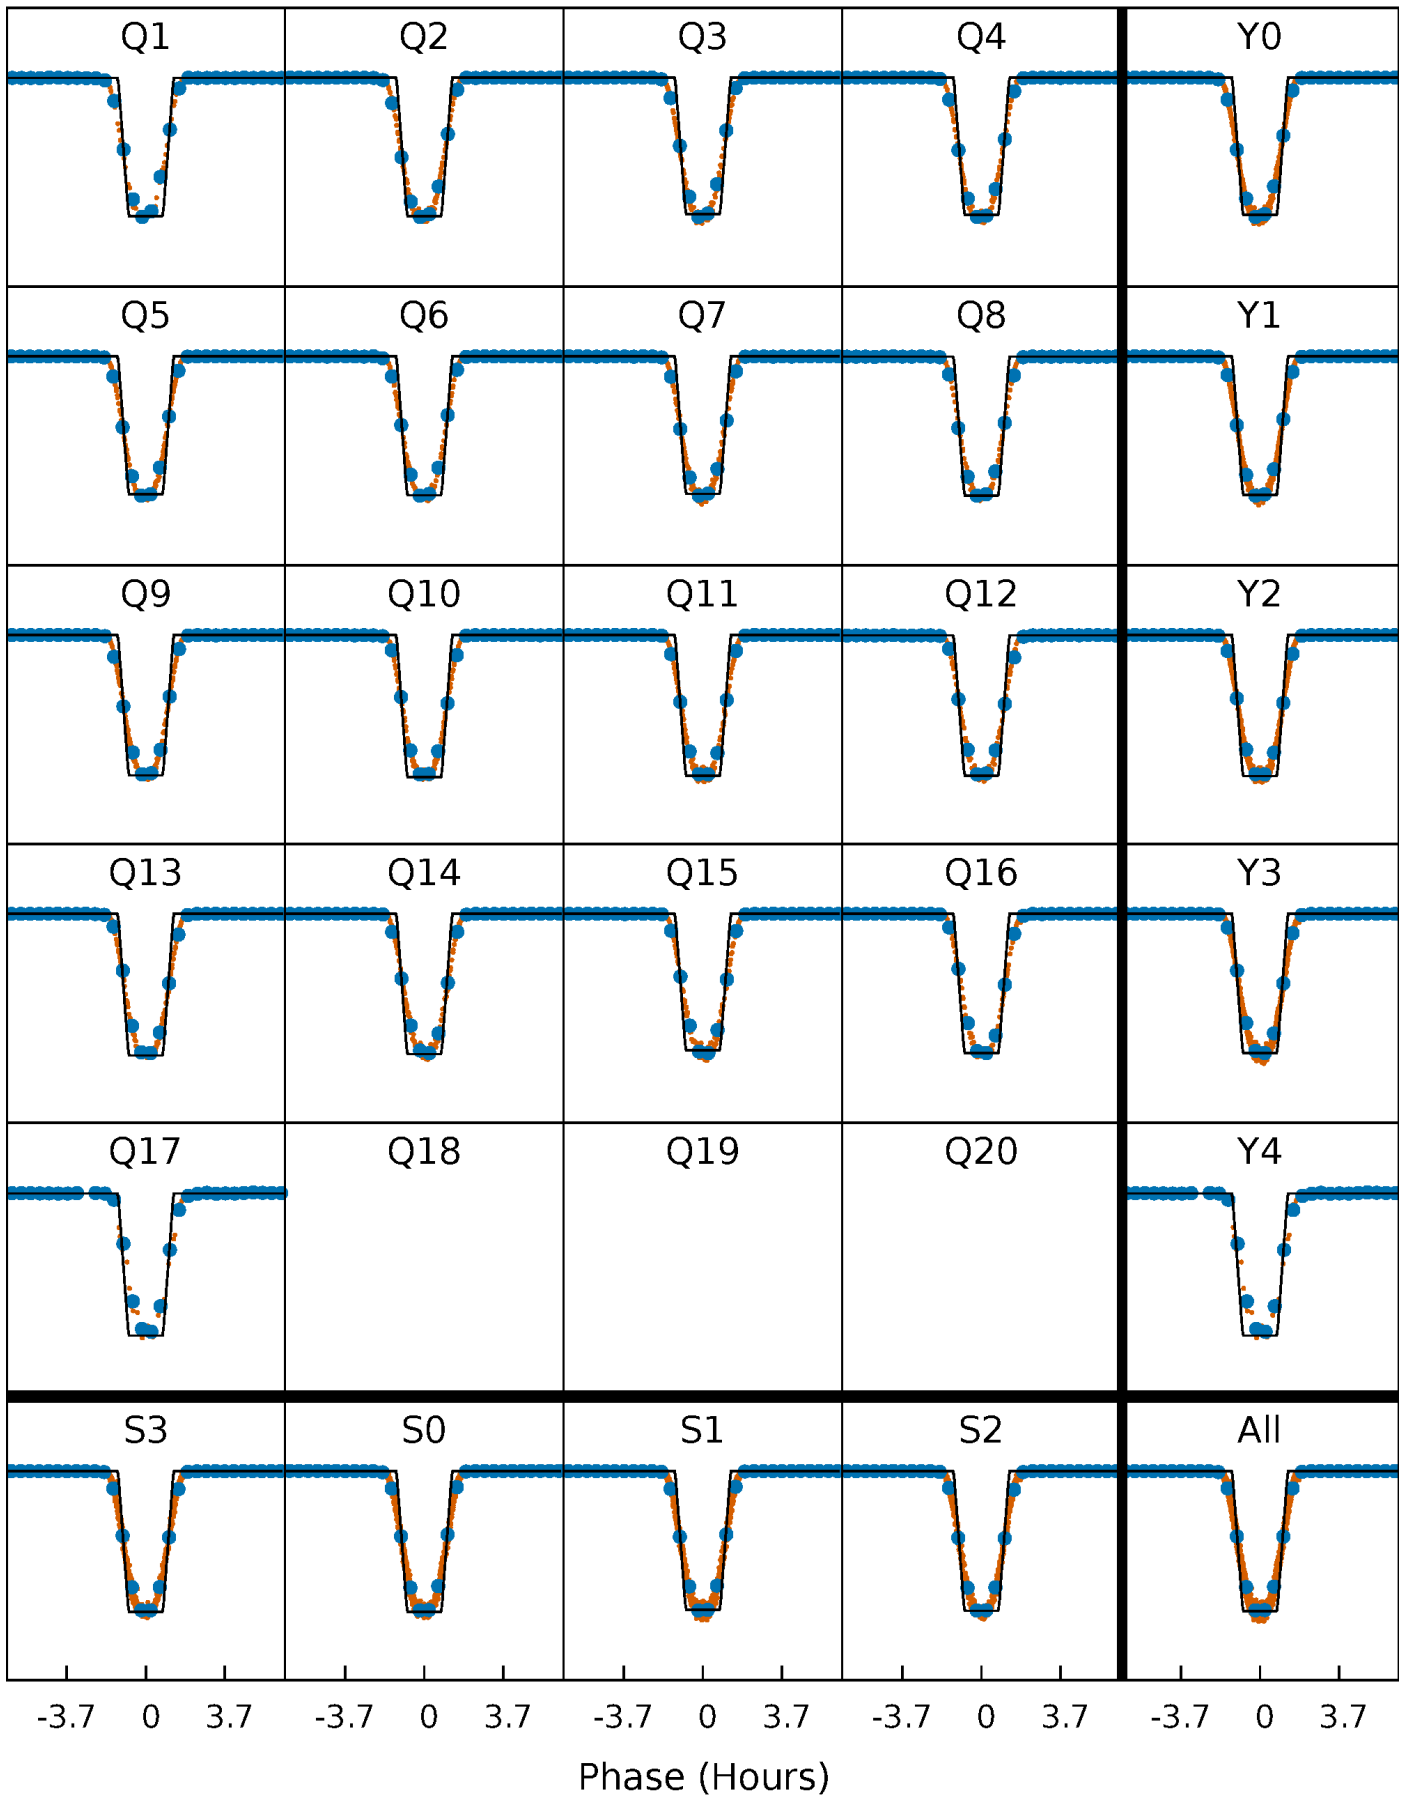 Q1 Q2 Q3 Q4 Y0
Q5 Q6 Q7 Q8 Y1
Q9 Q10 Q11 Q12 Y2
Q13 Q14 Q15 Q16 Y3
Q17 Q18 Q19 Q20 Y4
S3 S0 S1 S2 All
-3.7 0 3.7 -3.7 0 3.7 -3.7 0 3.7 -3.7 0 3.7 -3.7 0 3.7
Phase (Hours)